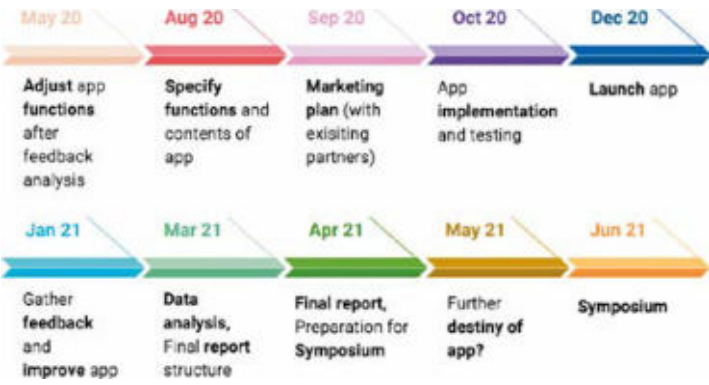 May 20
Aug 20
Sep 20
Oct 20
Dec 20
Adjust app
functions
after
feedback
analysis
Specify
functions and
contents of
app
Marketing
plan (with
exisiting
partners)
App
implementation
and testing
Launch app
Jan 21
Mar 21
Apr 21
May 21
Jun 21
Gather
feedback
and
improve app
Data
analysis,
Final report
structure
Final report,
Preparation for
Symposium
Further
destiny of
app?
Symposium